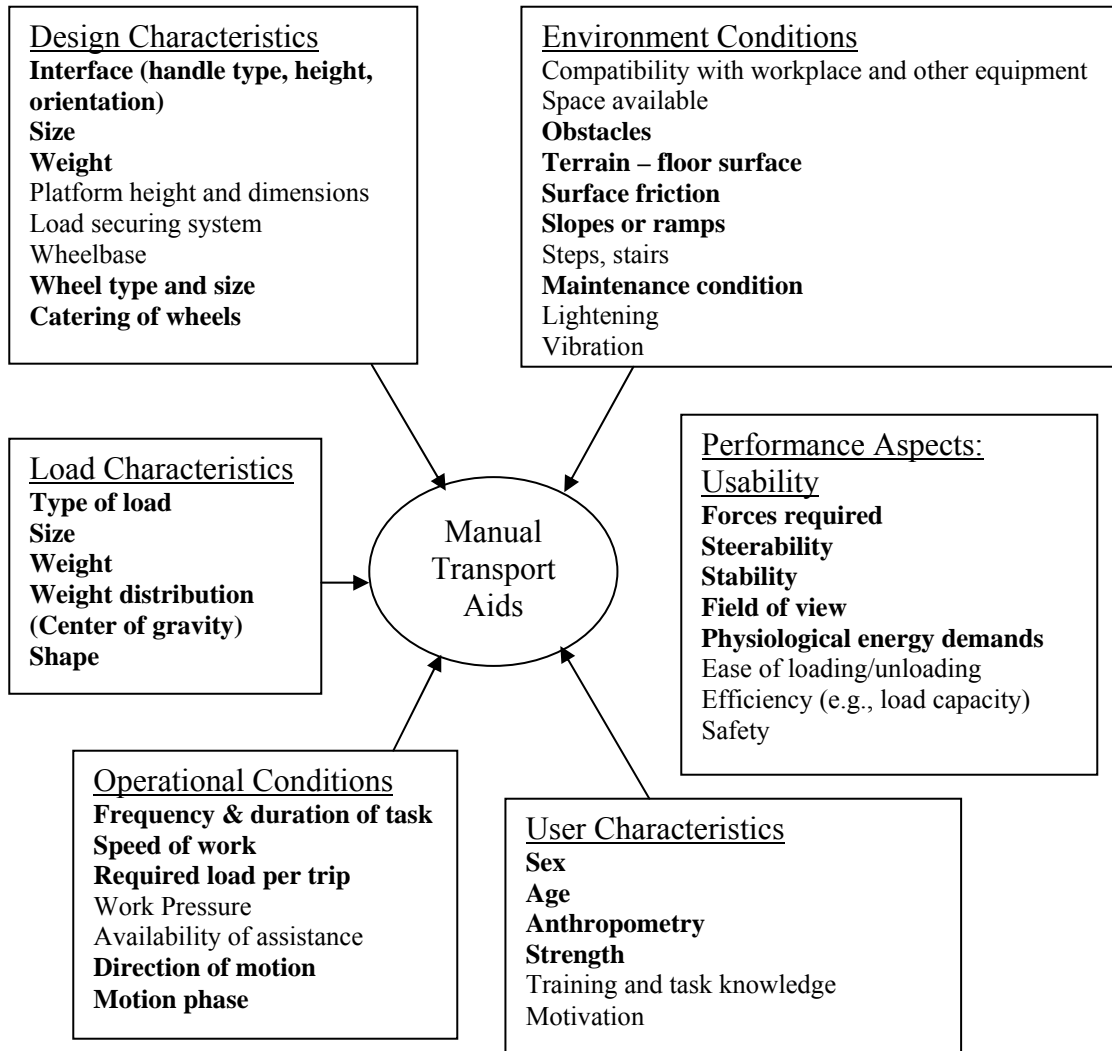 Design Characteristics
Interface (handle type, height,
orientation)
Size
Weight
Platform height and dimensions
Load securing system
Wheelbase
Wheel type and size
Catering of wheels
Environment Conditions
Compatibility with workplace and other equipment
Space available
Obstacles
Terrain – floor surface
Surface friction
Slopes or ramps
Steps, stairs
Maintenance condition
Lightening
Vibration
Load Characteristics
Type of load
Size
Weight
Weight distribution
(Center of gravity)
Shape
Manual
Transport
Aids
Performance Aspects:
Usability
Forces required
Steerability
Stability
Field of view
Physiological energy demands
Ease of loading/unloading
Efficiency (e.g., load capacity)
Safety
Operational Conditions
Frequency & duration of task
Speed of work
Required load per trip
Work Pressure
Availability of assistance
Direction of motion
Motion phase
User Characteristics
Sex
Age
Anthropometry
Strength
Training and task knowledge
Motivation